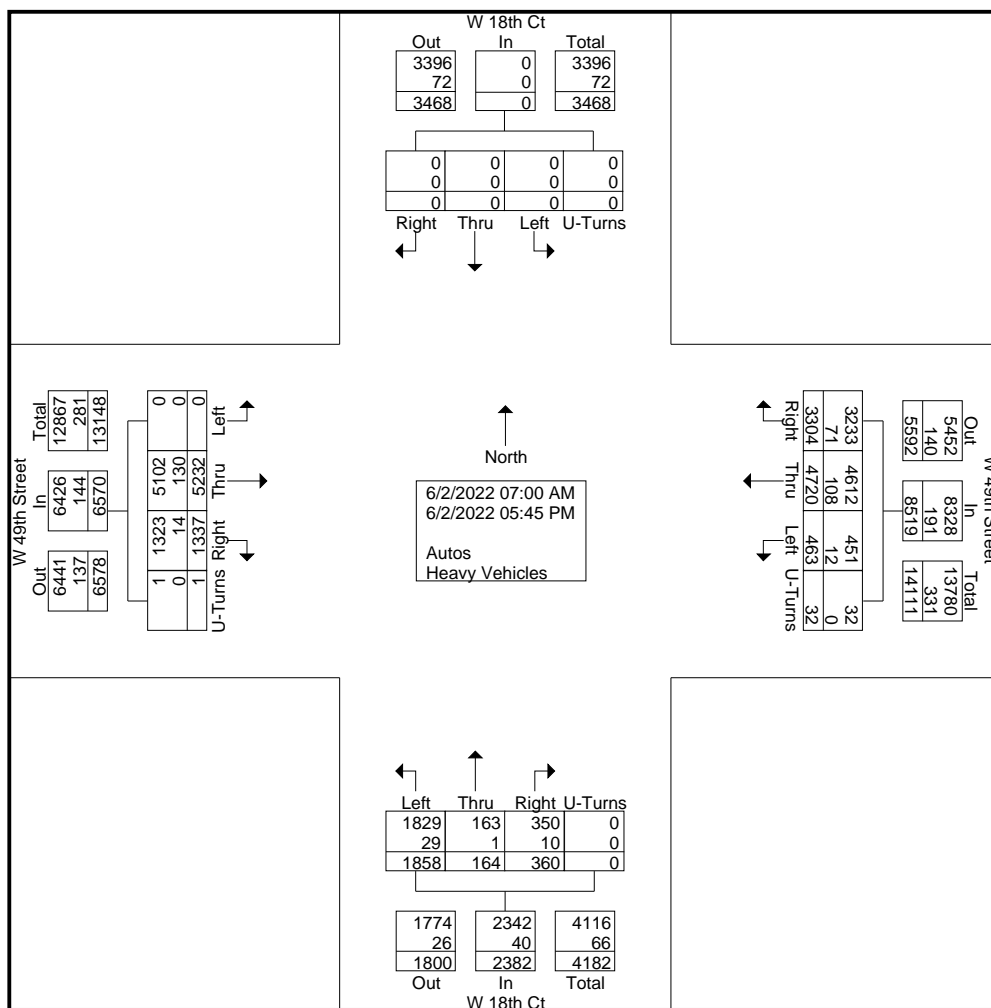 W 18th Ct
Out In Total
3396 0 3396
72 0 72
3468 0 3468
0 0 0 0
0 0 0 0
0 0 0 0
Right Thru Left U-Turns
W 49th Street
Total In Out
12867 6426 6441
281 144 137
13148 6570 6578
Left Thru Right U-Turns
0 5102 1323 1
0 130 14 0
0 5232 1337 1
North
6/2/2022 07:00 AM
6/2/2022 05:45 PM
Autos
Heavy Vehicles
Right Thru Left U-Turns
3233 4612 451 32
71 108 12 0
3304 4720 463 32
W 49th Street
Out In Total
5452 8328 13780
140 191 331
5592 8519 14111
Left Thru Right U-Turns
1829 163 350 0
29 1 10 0
1858 164 360 0
1774 2342 4116
26 40 66
1800 2382 4182
Out In Total
W 18th Ct